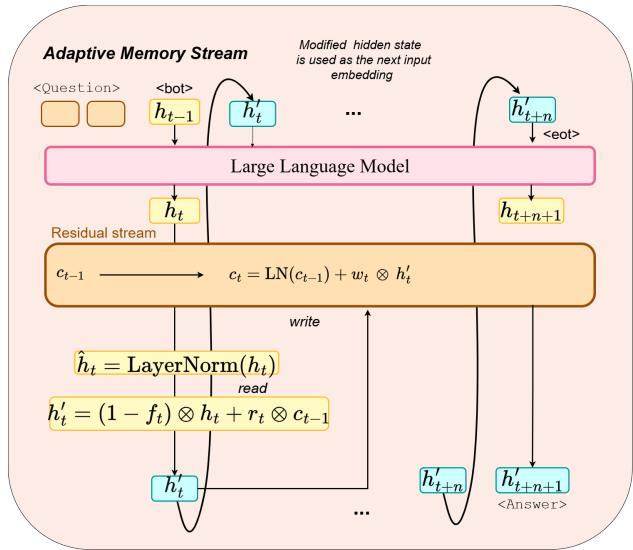 Adaptive Memory Stream
Modified hidden state
is used as the next input
embedding
<Question>
<bot>
h_{t-1}
h'_t
...
h'_{t+n}
<eot>
Large Language Model
h_t
h_{t+n+1}
Residual stream
c_{t-1}
c_t = LN(c_{t-1}) + w_t ⊗ h'_t
write
ĥ_t = LayerNorm(h_t)
read
h'_t = (1 − f_t) ⊗ h_t + r_t ⊗ c_{t-1}
h'_t
...
h'_{t+n}
h'_{t+n+1}
<Answer>